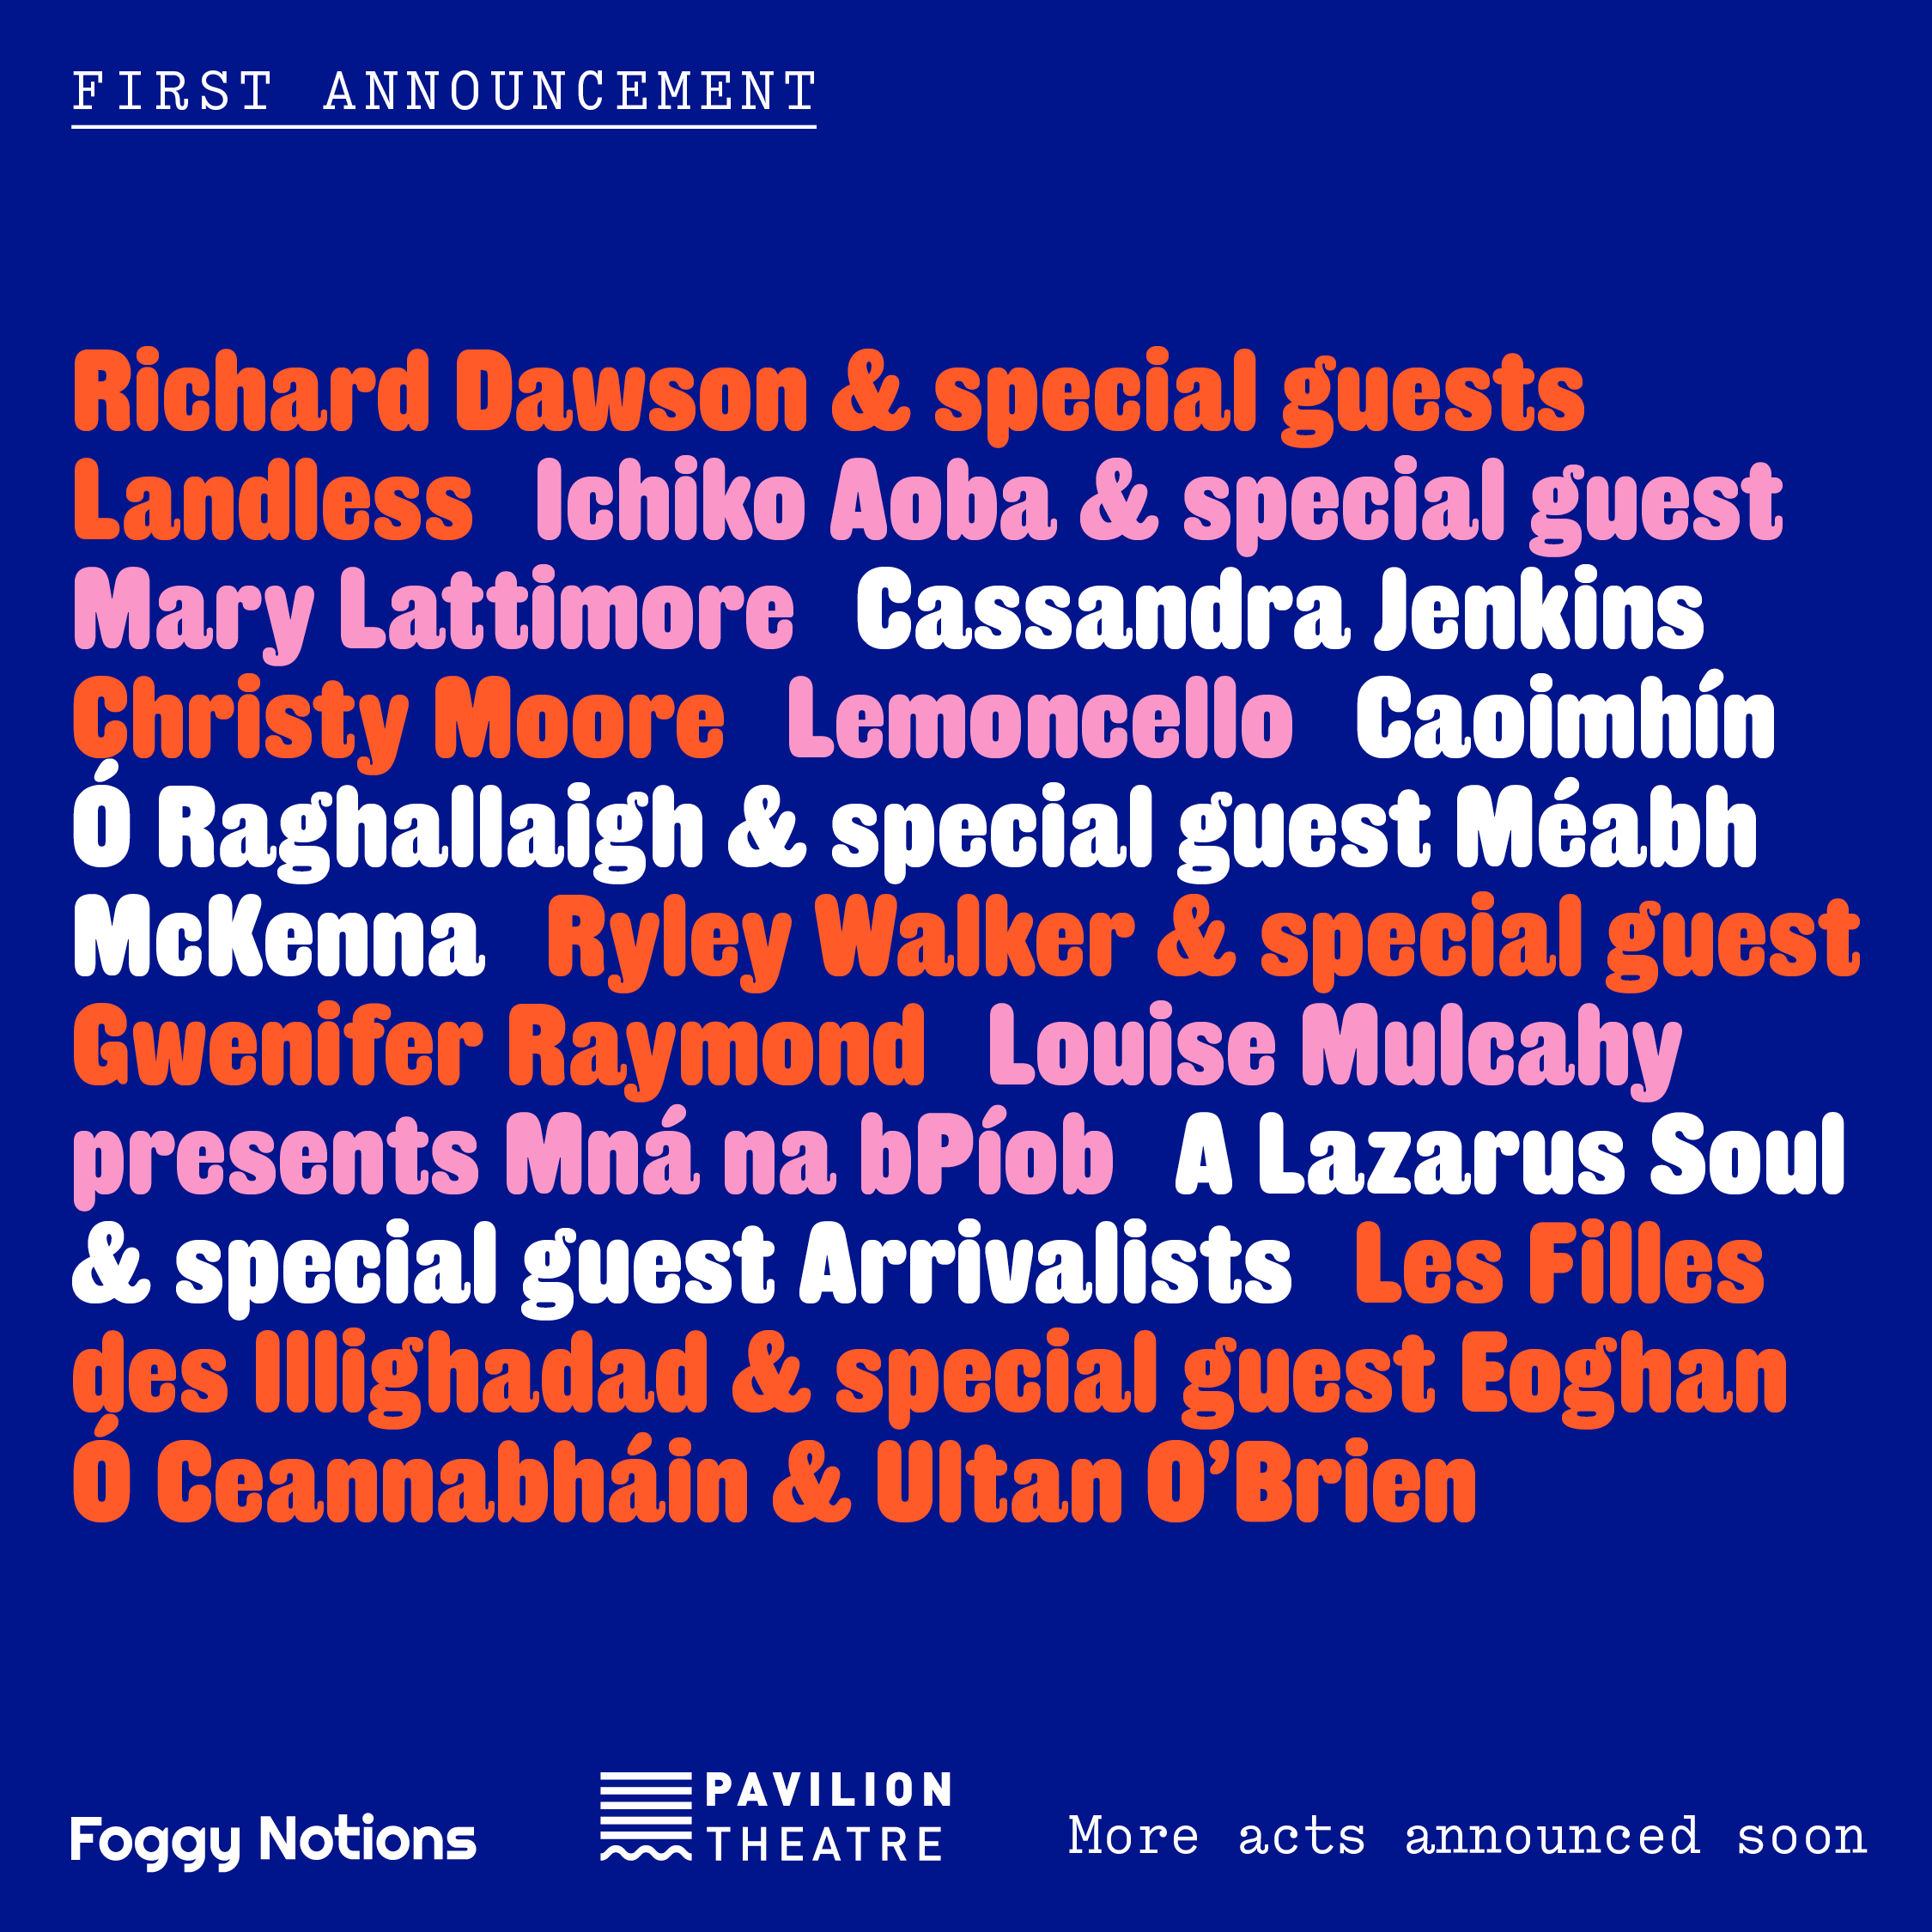 FIRST ANNOUNCEMENT
Richard Dawson & special guests
Landless Ichiko Aoba & special guest
Mary Lattimore Cassandra Jenkins
Christy Moore Lemoncello Caoimhín
Ó Raghallaigh & special guest Méabh
McKenna Ryley Walker & special guest
Gwenifer Raymond Louise Mulcahy
presents Mná na bPíob A Lazarus Soul
& special guest Arrivalists Les Filles
des Illighadad & special guest Eoghan
Ó Ceannabháin & Ultan O’Brien
Foggy Notions
PAVILION
THEATRE
More acts announced soon